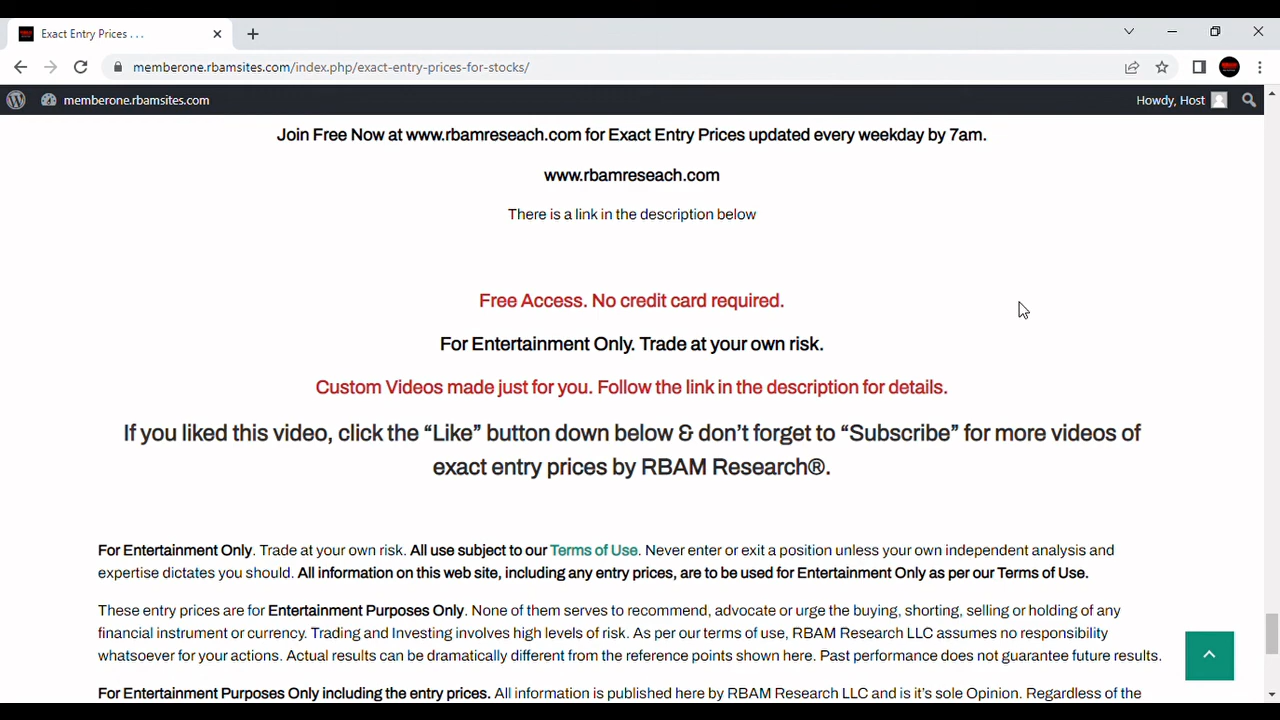 Exact Entry Prices . . .
memberone.rbamsites.com/index.php/exact-entry-prices-for-stocks/
memberone.rbamsites.com
Howdy, Host
Join Free Now at www.rbamreseach.com for Exact Entry Prices updated every weekday by 7am.
www.rbamreseach.com
There is a link in the description below
Free Access. No credit card required.
For Entertainment Only. Trade at your own risk.
Custom Videos made just for you. Follow the link in the description for details.
If you liked this video, click the “Like” button down below & don’t forget to “Subscribe” for more videos of
exact entry prices by RBAM Research®.
For Entertainment Only. Trade at your own risk. All use subject to our Terms of Use. Never enter or exit a position unless your own independent analysis and
expertise dictates you should. All information on this web site, including any entry prices, are to be used for Entertainment Only as per our Terms of Use.
These entry prices are for Entertainment Purposes Only. None of them serves to recommend, advocate or urge the buying, shorting, selling or holding of any
financial instrument or currency. Trading and Investing involves high levels of risk. As per our terms of use, RBAM Research LLC assumes no responsibility
whatsoever for your actions. Actual results can be dramatically different from the reference points shown here. Past performance does not guarantee future results.
For Entertainment Purposes Only including the entry prices. All information is published here by RBAM Research LLC and is it’s sole Opinion. Regardless of the